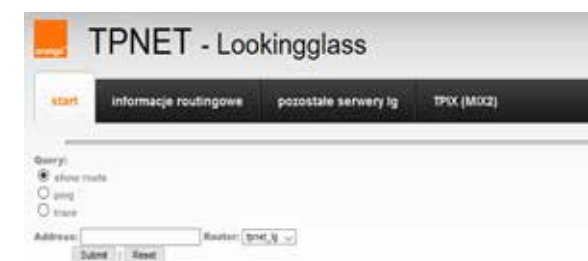 orange
TPNET - Lookingglass
start informacje routingowe pozostałe serwery lg TPIX (MIX2)
Query:
show route
ping
trace
Address: Router: tpnet_lg
Submit | Reset